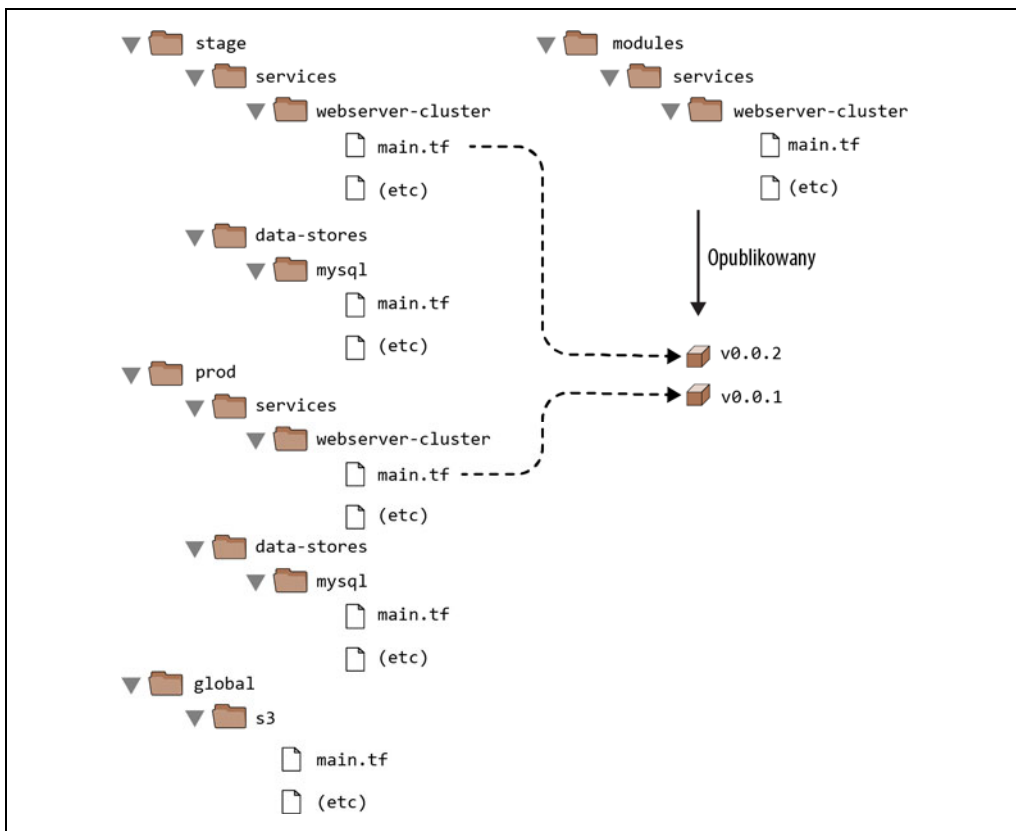 stage
services
webserver-cluster
main.tf
(etc)
data-stores
mysql
main.tf
(etc)
prod
services
webserver-cluster
main.tf
(etc)
data-stores
mysql
main.tf
(etc)
global
s3
main.tf
(etc)
modules
services
webserver-cluster
main.tf
(etc)
Opublikowany
v0.0.2
v0.0.1